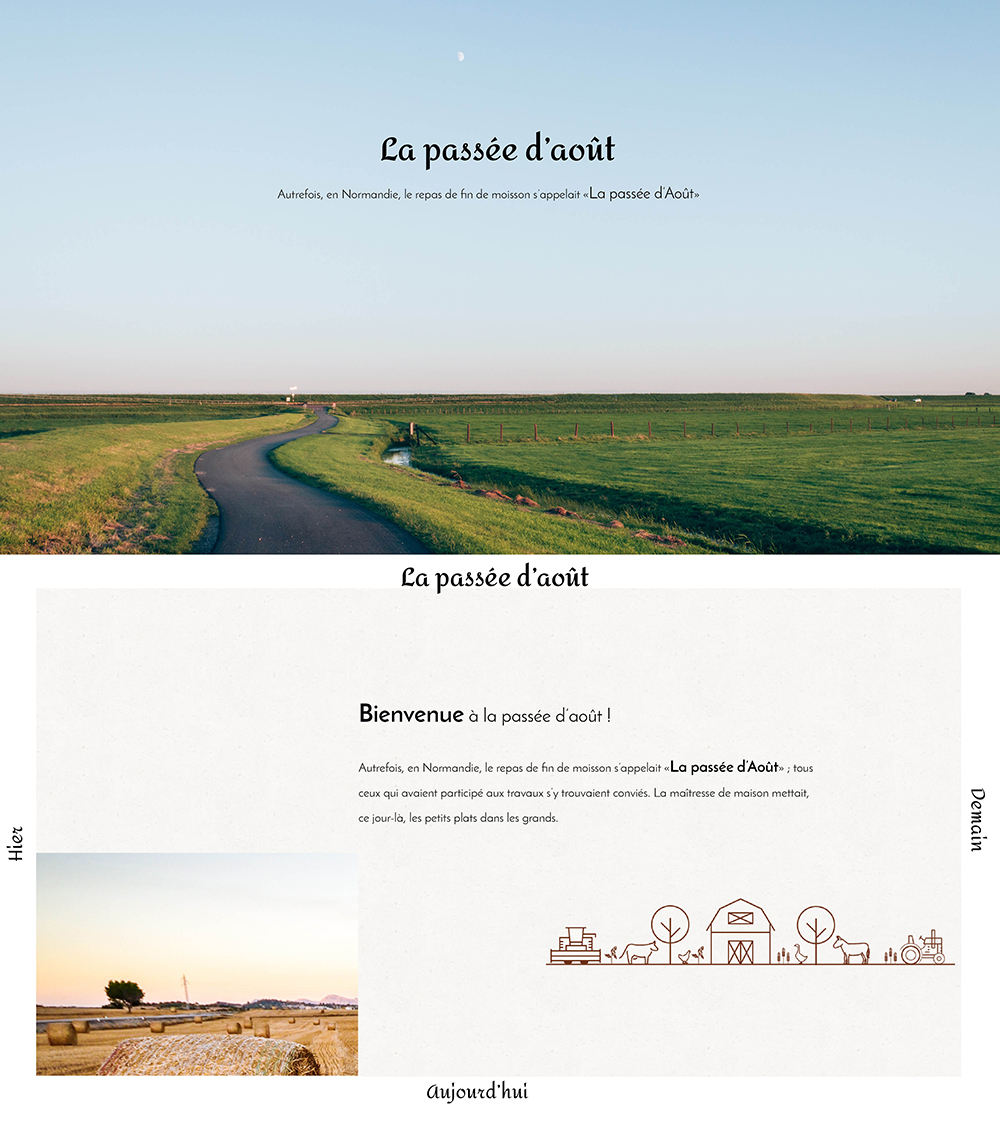 La passée d'août
Autrefois, en Normandie, le repas de fin de moisson s'appelait «La passée d'Août»
La passée d'août
Bienvenue à la passée d'août !
Autrefois, en Normandie, le repas de fin de moisson s'appelait «La passée d'Août» ; tous
ceux qui avaient participé aux travaux s'y trouvaient conviés. La maîtresse de maison mettait,
ce jour-là, les petits plats dans les grands.
Hier
Demain
Aujourd'hui